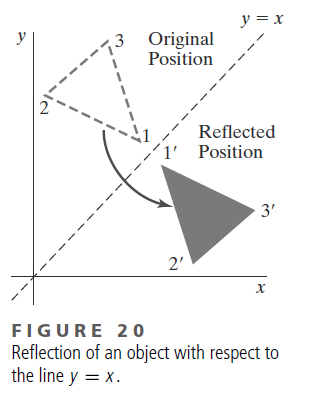 y = x
y
3 Original
Position
2
1
Reflected
1′ Position
3′
2′
x
FIGURE 20
Reflection of an object with respect to
the line y = x.